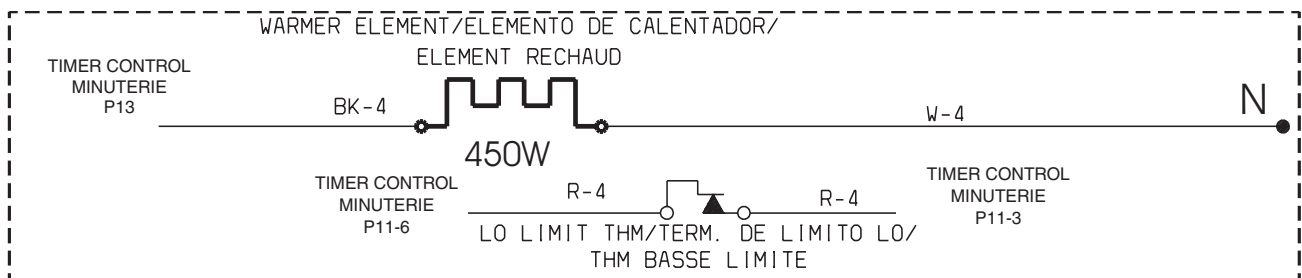 WARMER ELEMENT/ELEMENTO DE CALENTADOR/
ELEMENT RECHAUD
TIMER CONTROL
MINUTERIE
P13
BK-4
W-4
N
450W
TIMER CONTROL
MINUTERIE
P11-6
R-4
R-4
TIMER CONTROL
MINUTERIE
P11-3
LO LIMIT THM/TERM. DE LIMITO LO/
THM BASSE LIMITE